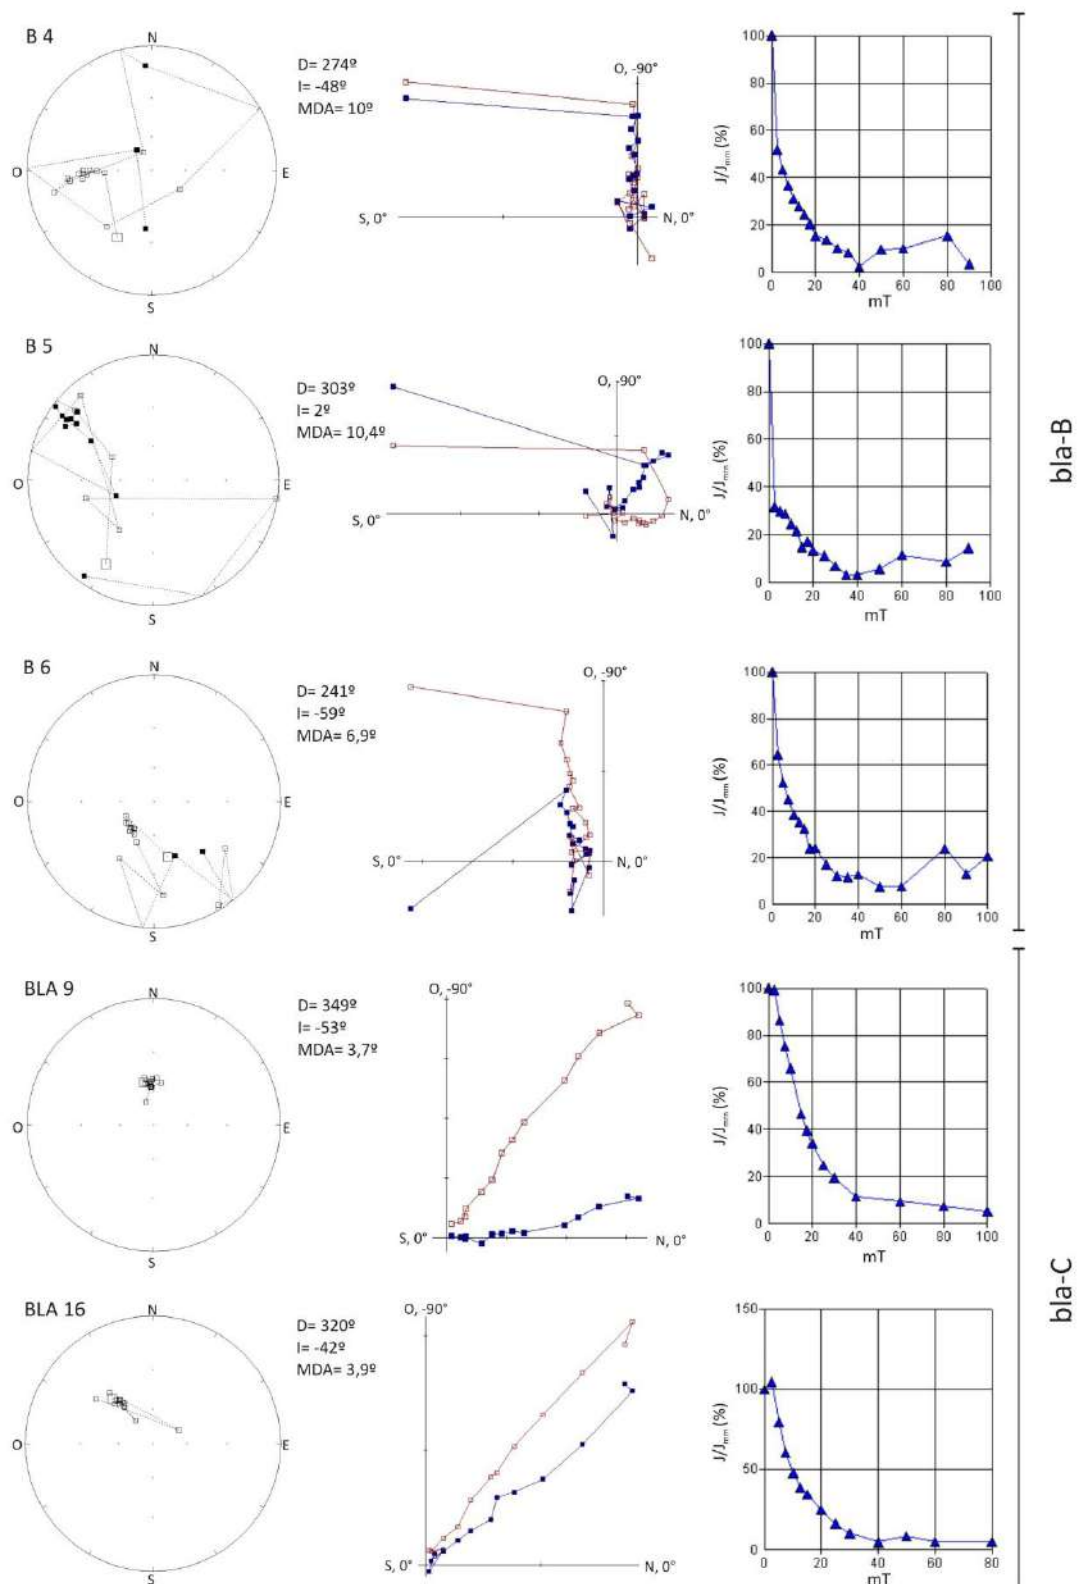 B 4
N
O
E
S
D= 274º
I= -48º
MDA= 10º
O, -90°
S, 0°
N, 0°
J/Jnrm (%)
100
80
60
40
20
0
0 20 40 60 80 100
mT
B 5
N
O
E
S
D= 303º
I= 2º
MDA= 10,4º
O, -90°
S, 0°
N, 0°
J/Jnrm (%)
100
80
60
40
20
0
0 20 40 60 80 100
mT
bla-B
B 6
N
O
E
S
D= 241º
I= -59º
MDA= 6,9º
O, -90°
S, 0°
N, 0°
J/Jnrm (%)
100
80
60
40
20
0
0 20 40 60 80 100
mT
BLA 9
N
O
E
S
D= 349º
I= -53º
MDA= 3,7º
O, -90°
S, 0°
N, 0°
J/Jnrm (%)
100
80
60
40
20
0
0 20 40 60 80 100
mT
bla-C
BLA 16
N
O
E
S
D= 320º
I= -42º
MDA= 3,9º
O, -90°
S, 0°
N, 0°
J/Jnrm (%)
150
100
50
0
0 20 40 60 80
mT